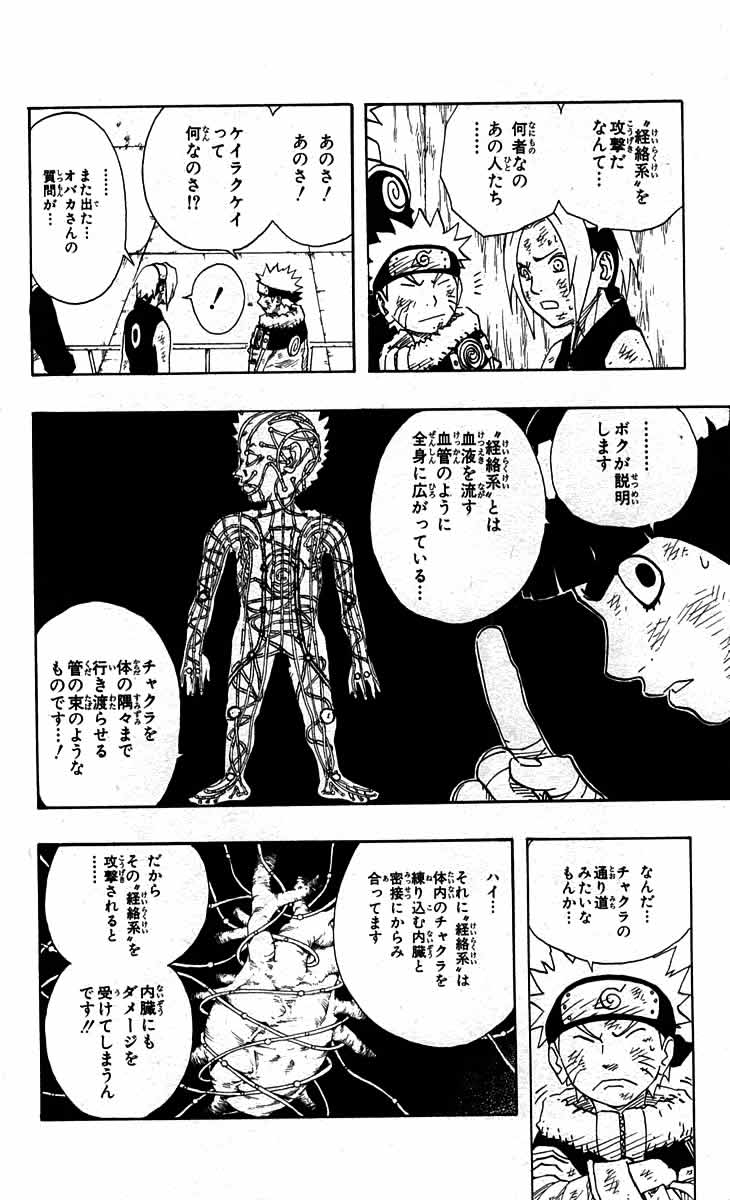 〝経絡系〟を
攻撃だ
なんて…
何者なの
あの人たち
あのさ!
あのさ!
ケイラクケイ
って
何なのさ!?
!
……
また出た…
オバカさんの
質問が…
………
ボクが説明
します
〝経絡系〟とは
血液を流す
血管のように
全身に広がっている…
チャクラを
体の隅々まで
行き渡らせる
管の束のような
ものです…!
なんだ…
チャクラの
通り道
みたいな
もんか…
ハイ…
それに〝経絡系〟は
体内のチャクラを
練り込む内臓と
密接にからみ
合ってます
だから
その〝経絡系〟を
攻撃されると
……
内臓にも
ダメージを
受けてしまうん
です!!